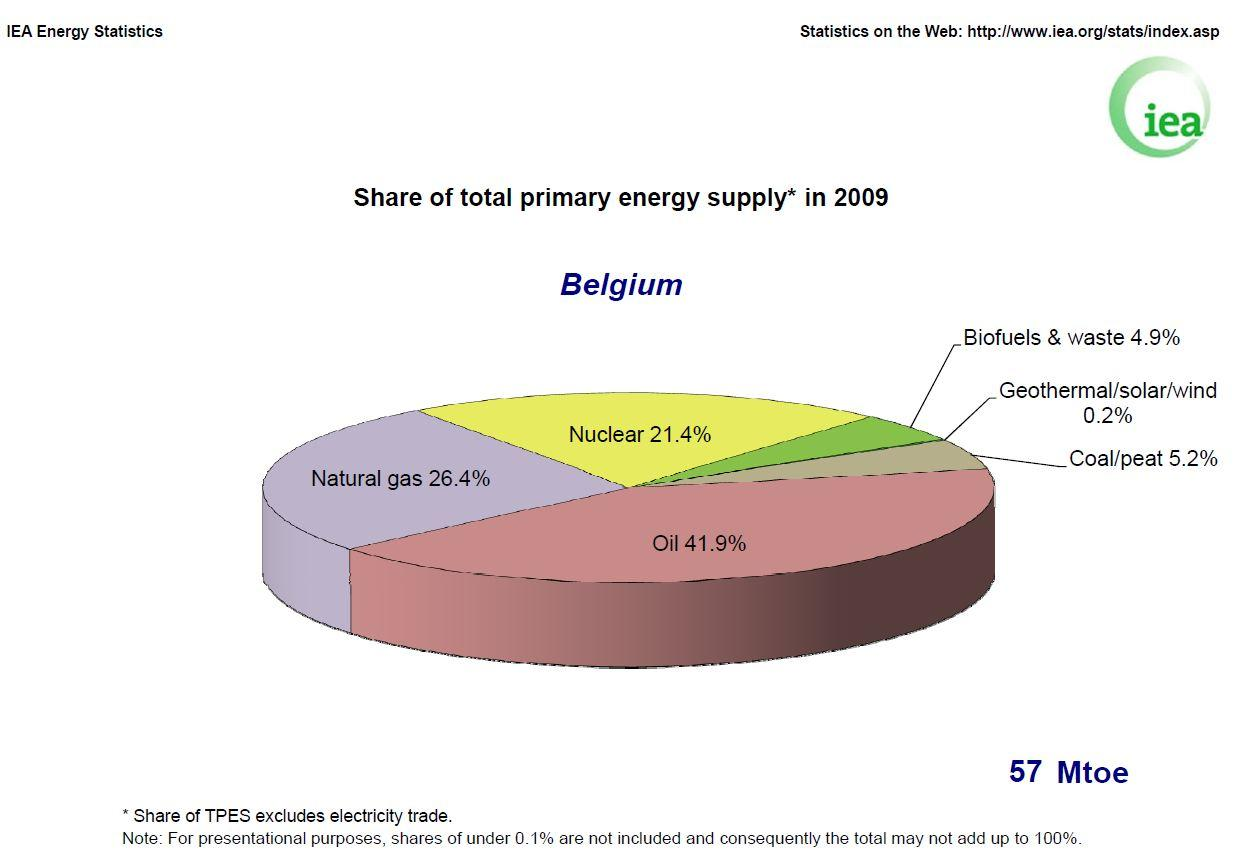 IEA Energy Statistics
Statistics on the Web: http://www.iea.org/stats/index.asp
iea
Share of total primary energy supply* in 2009
Belgium
Biofuels & waste 4.9%
Geothermal/solar/wind
0.2%
Nuclear 21.4%
Coal/peat 5.2%
Natural gas 26.4%
Oil 41.9%
57 Mtoe
* Share of TPES excludes electricity trade.
Note: For presentational purposes, shares of under 0.1% are not included and consequently the total may not add up to 100%.